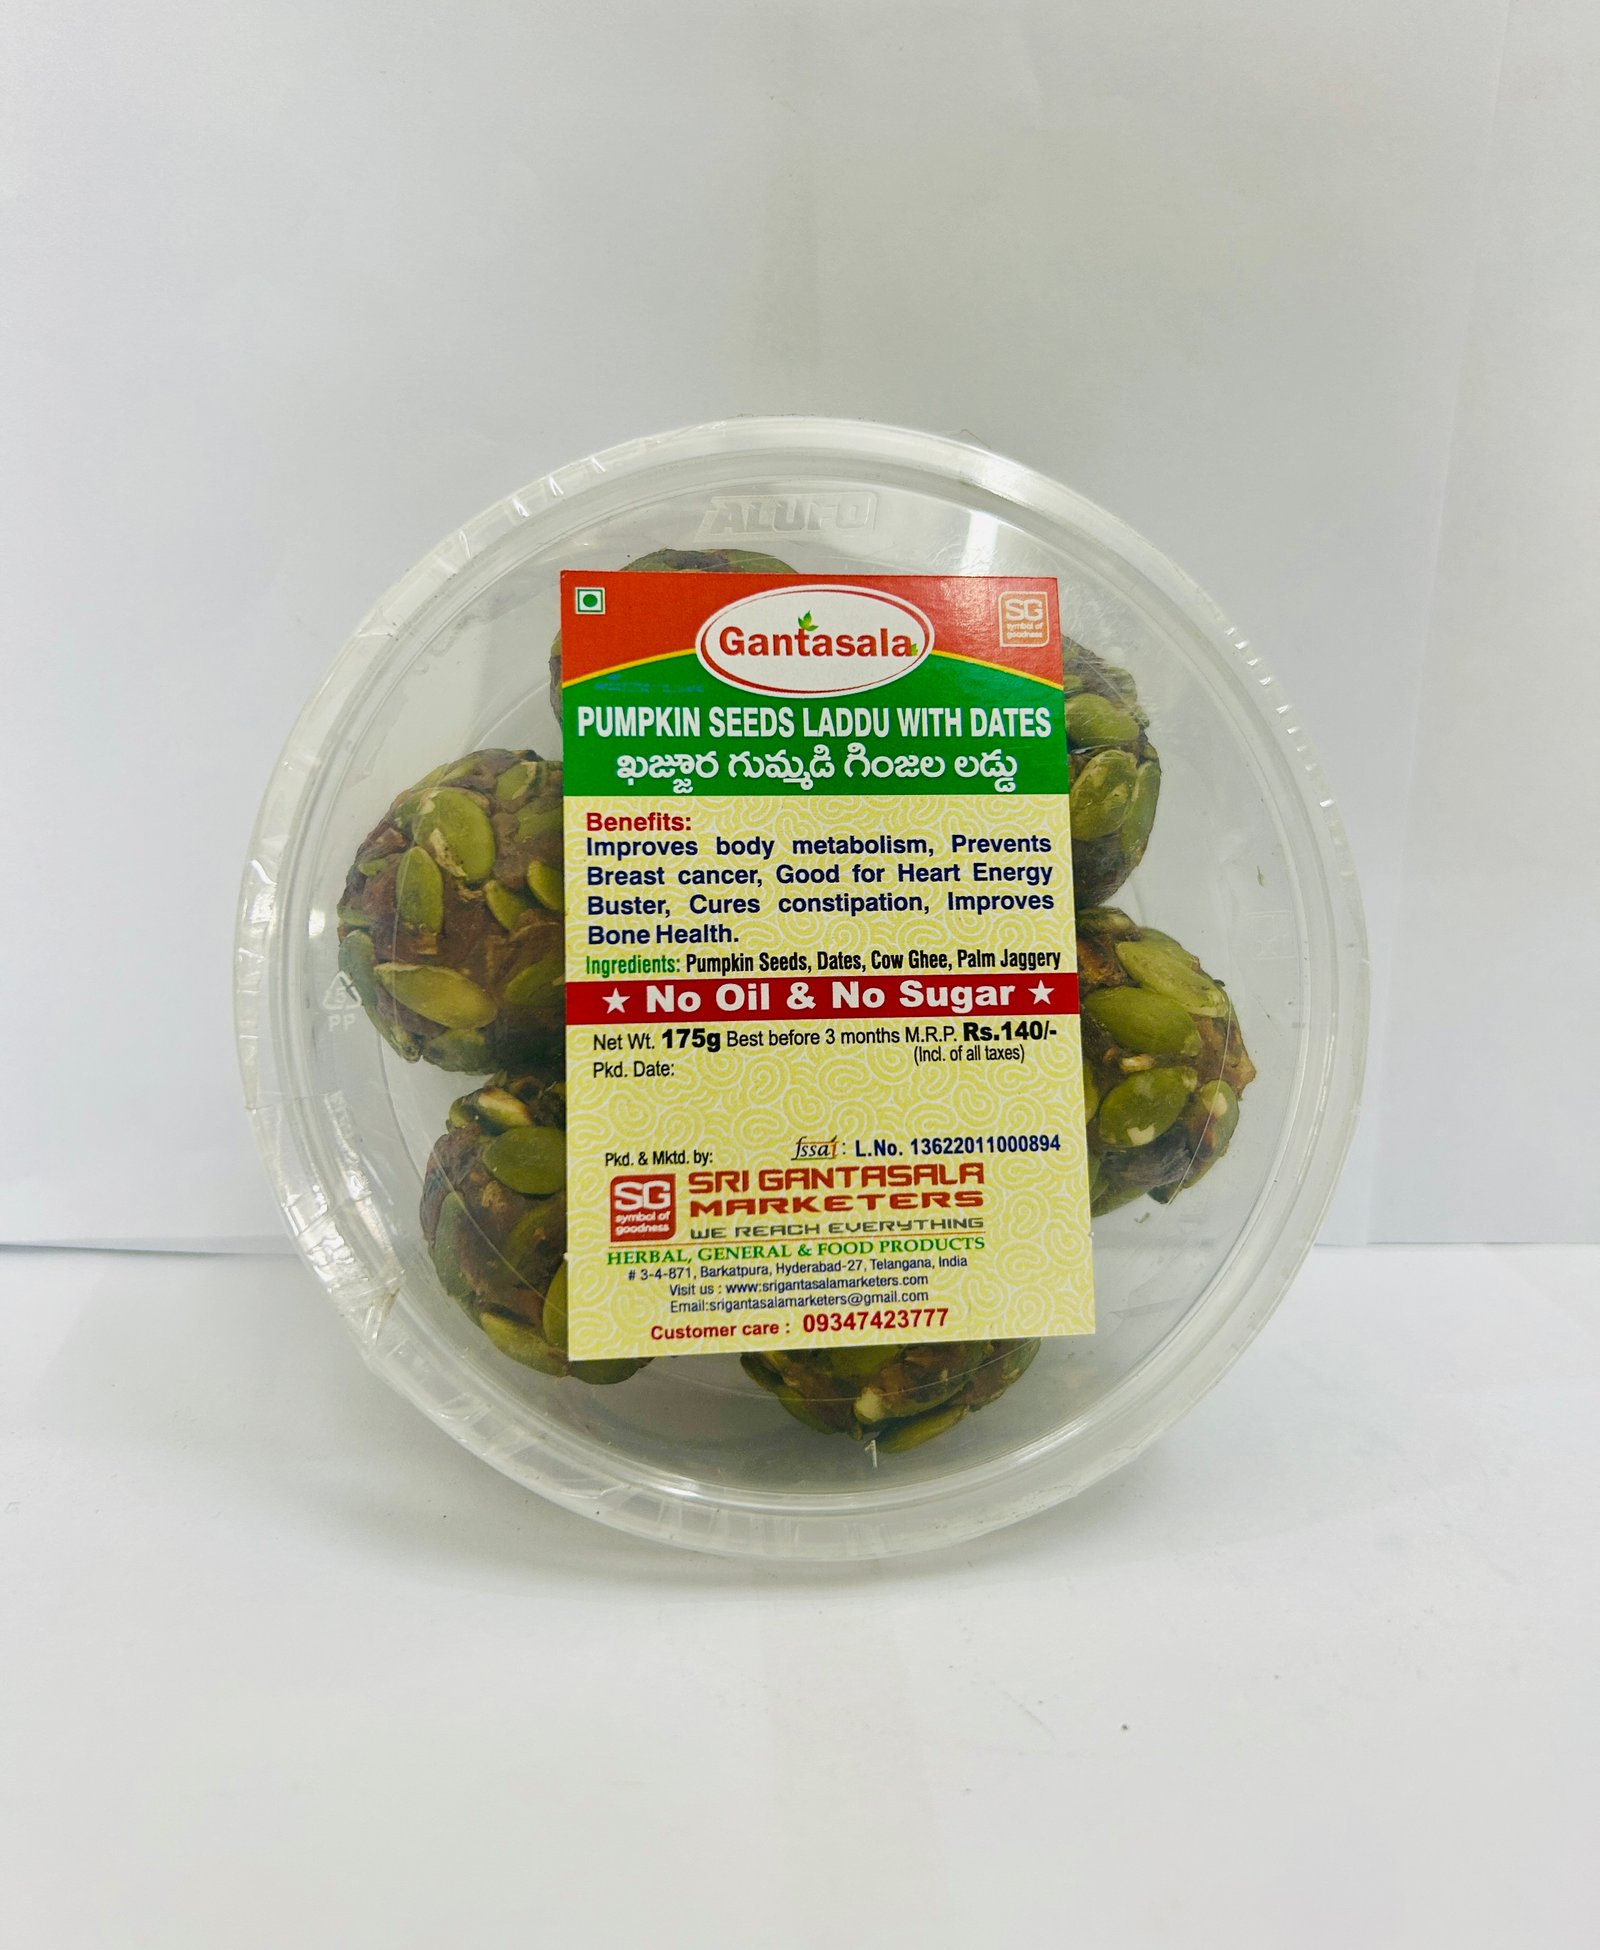 ALUFO
Gantasala
SG
symbol of
goodness
PUMPKIN SEEDS LADDU WITH DATES
ఖజ్జూర గుమ్మడి గింజల లడ్డు
Benefits:
Improves body metabolism, Prevents
Breast cancer, Good for Heart Energy
Buster, Cures constipation, Improves
Bone Health.
Ingredients: Pumpkin Seeds, Dates, Cow Ghee, Palm Jaggery
★ No Oil & No Sugar ★
Net Wt. 175g Best before 3 months M.R.P. Rs.140/-
(Incl. of all taxes)
Pkd. Date:
fssai : L.No. 13622011000894
Pkd. & Mktd. by:
SG
symbol of
goodness
SRI GANTASALA
MARKETERS
WE REACH EVERYTHING
HERBAL, GENERAL & FOOD PRODUCTS
# 3-4-871, Barkatpura, Hyderabad-27, Telangana, India
Visit us : www:srigantasalamarketers.com
Email:srigantasalamarketers@gmail.com
Customer care : 09347423777
5
PP
1